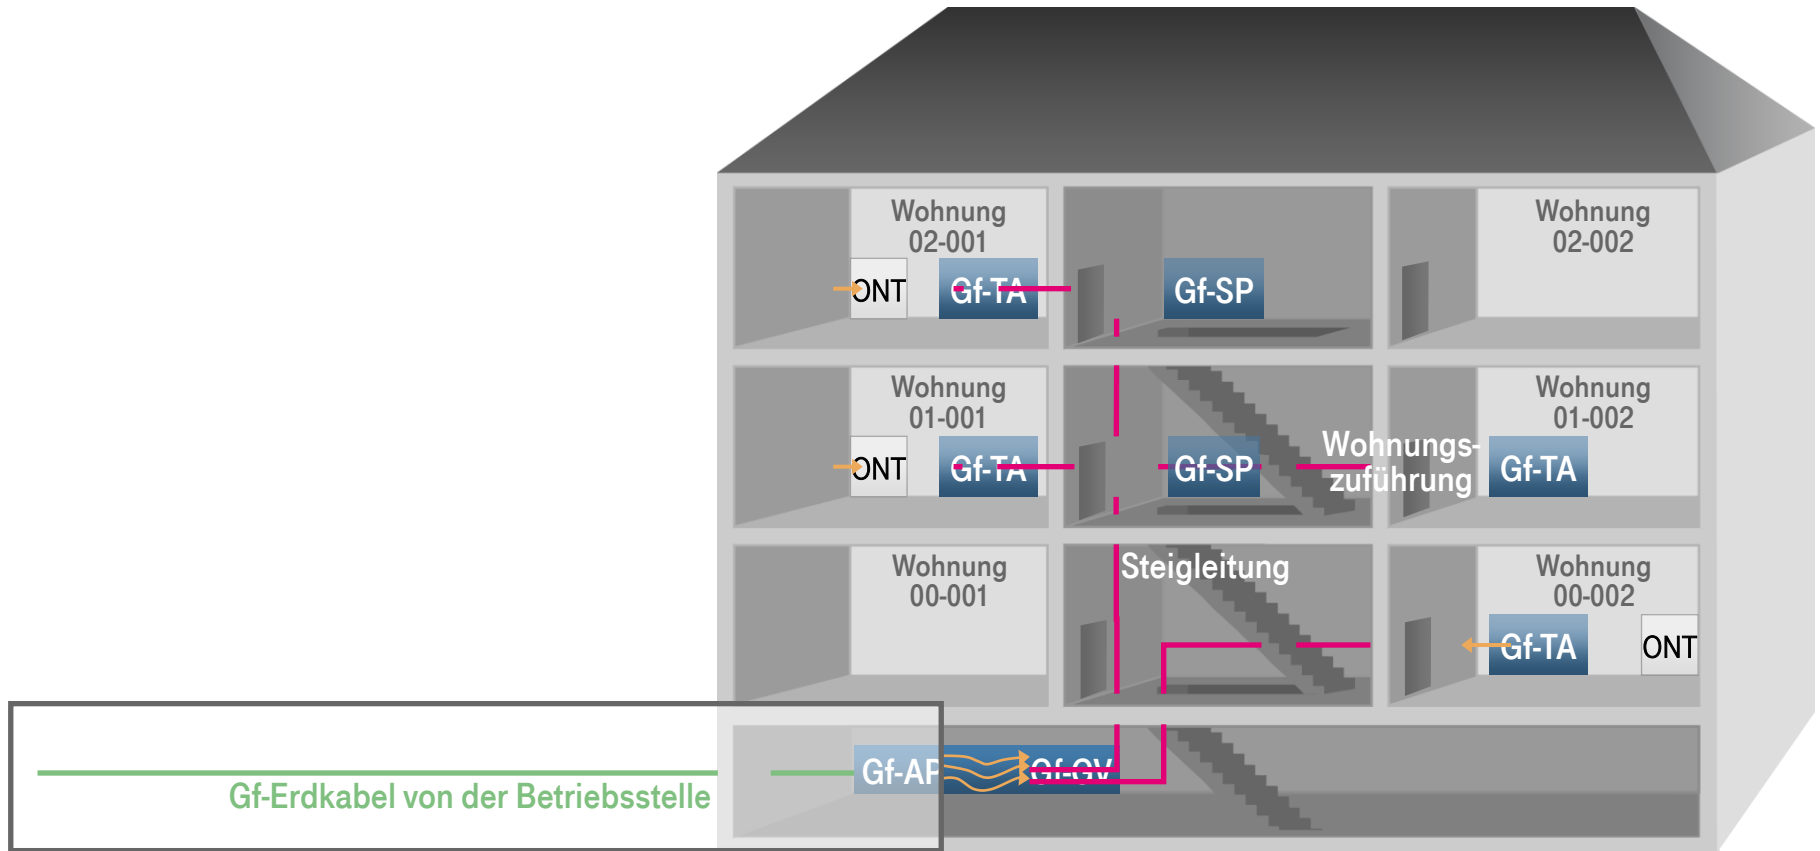 Wohnung
02-001
Wohnung
02-002
ONT
Gf-TA
Gf-SP
Wohnung
01-001
Wohnung
01-002
ONT
Gf-TA
Gf-SP
Wohnungs-
zuführung
Gf-TA
Wohnung
00-001
Steigleitung
Wohnung
00-002
Gf-TA
ONT
Gf-AP
Gf-GV
Gf-Erdkabel von der Betriebsstelle